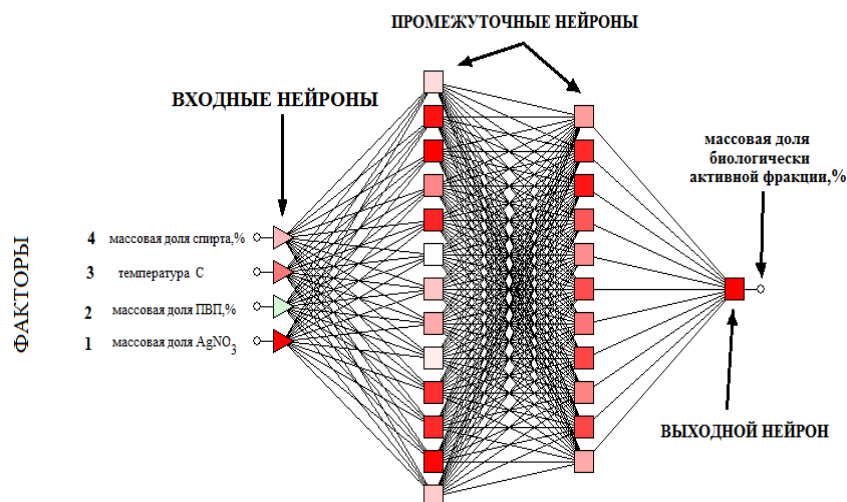 ПРОМЕЖУТОЧНЫЕ НЕЙРОНЫ
ВХОДНЫЕ НЕЙРОНЫ
массовая доля
биологически
активной фракции,%
ФАКТОРЫ
4 массовая доля спирта,%
3 температура С
2 массовая доля ПВП,%
1 массовая доля AgNO3
ВЫХОДНОЙ НЕЙРОН